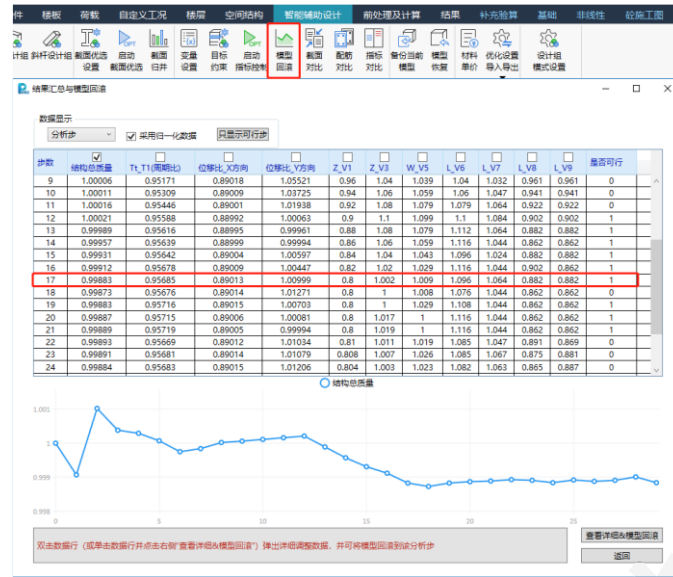 件 楼板 荷载 自定义工况 楼层 空间结构 智能辅助设计 前处理及计算 结果 补充验算 基础 非线性 砼施工图
计组 斜杆设计组 截面优选设置 启动截面优选 截面归并 变量设置 目标约束 启动指标控制 模型回滚 截面对比 配筋对比 指标对比 备份当前模型 模型恢复 材料单价 优化设置导入导出 设计组模式设置
结果汇总与模型回滚
数据显示
分析步 采用归一化数据 只显示可行步
步数 结构总质量 Tt_T1(周期比) 位移比_X方向 位移比_Y方向 Z_V1 Z_V3 W_V5 L_V6 L_V7 L_V8 L_V9 是否可行
9 1.00006 0.95171 0.89018 1.05521 0.96 1.04 1.039 1.04 1.032 0.961 0.961 0
10 1.00011 0.95309 0.89009 1.03725 0.94 1.06 1.059 1.06 1.047 0.941 0.941 0
11 1.00016 0.95446 0.89001 1.01938 0.92 1.08 1.079 1.079 1.064 0.922 0.922 0
12 1.00021 0.95588 0.88992 1.00063 0.9 1.1 1.099 1.1 1.084 0.902 0.902 1
13 0.99989 0.95616 0.88995 0.99961 0.88 1.08 1.079 1.112 1.064 0.882 0.882 1
14 0.99957 0.95639 0.88999 0.99994 0.86 1.06 1.059 1.116 1.044 0.862 0.862 1
15 0.99931 0.95642 0.89004 1.00597 0.84 1.04 1.043 1.096 1.024 0.882 0.882 1
16 0.99912 0.95678 0.89009 1.00447 0.82 1.02 1.029 1.116 1.044 0.902 0.862 1
17 0.99883 0.95685 0.89013 1.00999 0.8 1.002 1.009 1.096 1.064 0.882 0.882 1
18 0.99873 0.95676 0.89014 1.01271 0.8 1 1.008 1.076 1.044 0.862 0.862 0
19 0.99883 0.95716 0.89015 1.00703 0.8 1 1.029 1.108 1.044 0.862 0.862 1
20 0.99887 0.95715 0.89006 1.00081 0.8 1.017 1 1.116 1.044 0.862 0.862 1
21 0.99889 0.95719 0.89005 0.99994 0.8 1.019 1 1.116 1.044 0.862 0.862 1
22 0.99893 0.95669 0.89012 1.01034 0.81 1.011 1.019 1.085 1.047 0.891 0.869 0
23 0.99891 0.95681 0.89014 1.01079 0.808 1.007 1.026 1.085 1.067 0.875 0.881 0
24 0.99884 0.95683 0.89015 1.01206 0.804 1.003 1.023 1.082 1.063 0.865 0.887 0
结构总质量
1.001
1
0.999
0.998
0 5 10 15 20 25
双击数据行（或单击数据行并点击右侧“查看详细&模型回滚”）弹出详细调整数据，并可将模型回滚到该分析步
查看详细&模型回滚
返回